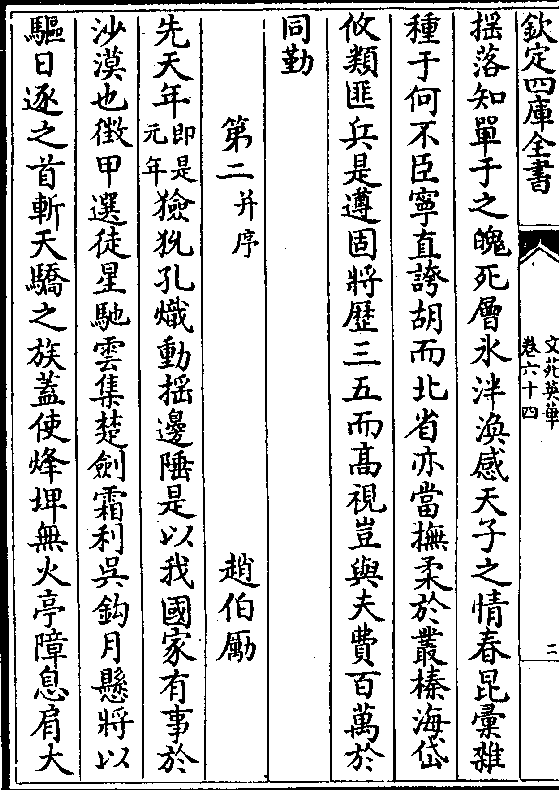 欽定四庫全書
文苑英華
卷六十四
二
揺落知單于之魄死層氷泮渙感天子之情春昆彚雜
種于何不臣寧直誇胡而北省亦當撫柔於叢榛海岱
攸類匪兵是遵固將歴三五而高視豈與夫費百萬於
同勤
第二并序 趙伯勵
先天年即是元年獫狁孔熾動揺邊陲是以我國家有事於
沙漠也徴甲選徒星馳雲集楚劍霜利吳鈎月懸將以
驅日逐之首斬天驕之族蓋使烽埤無火亭障息肩大